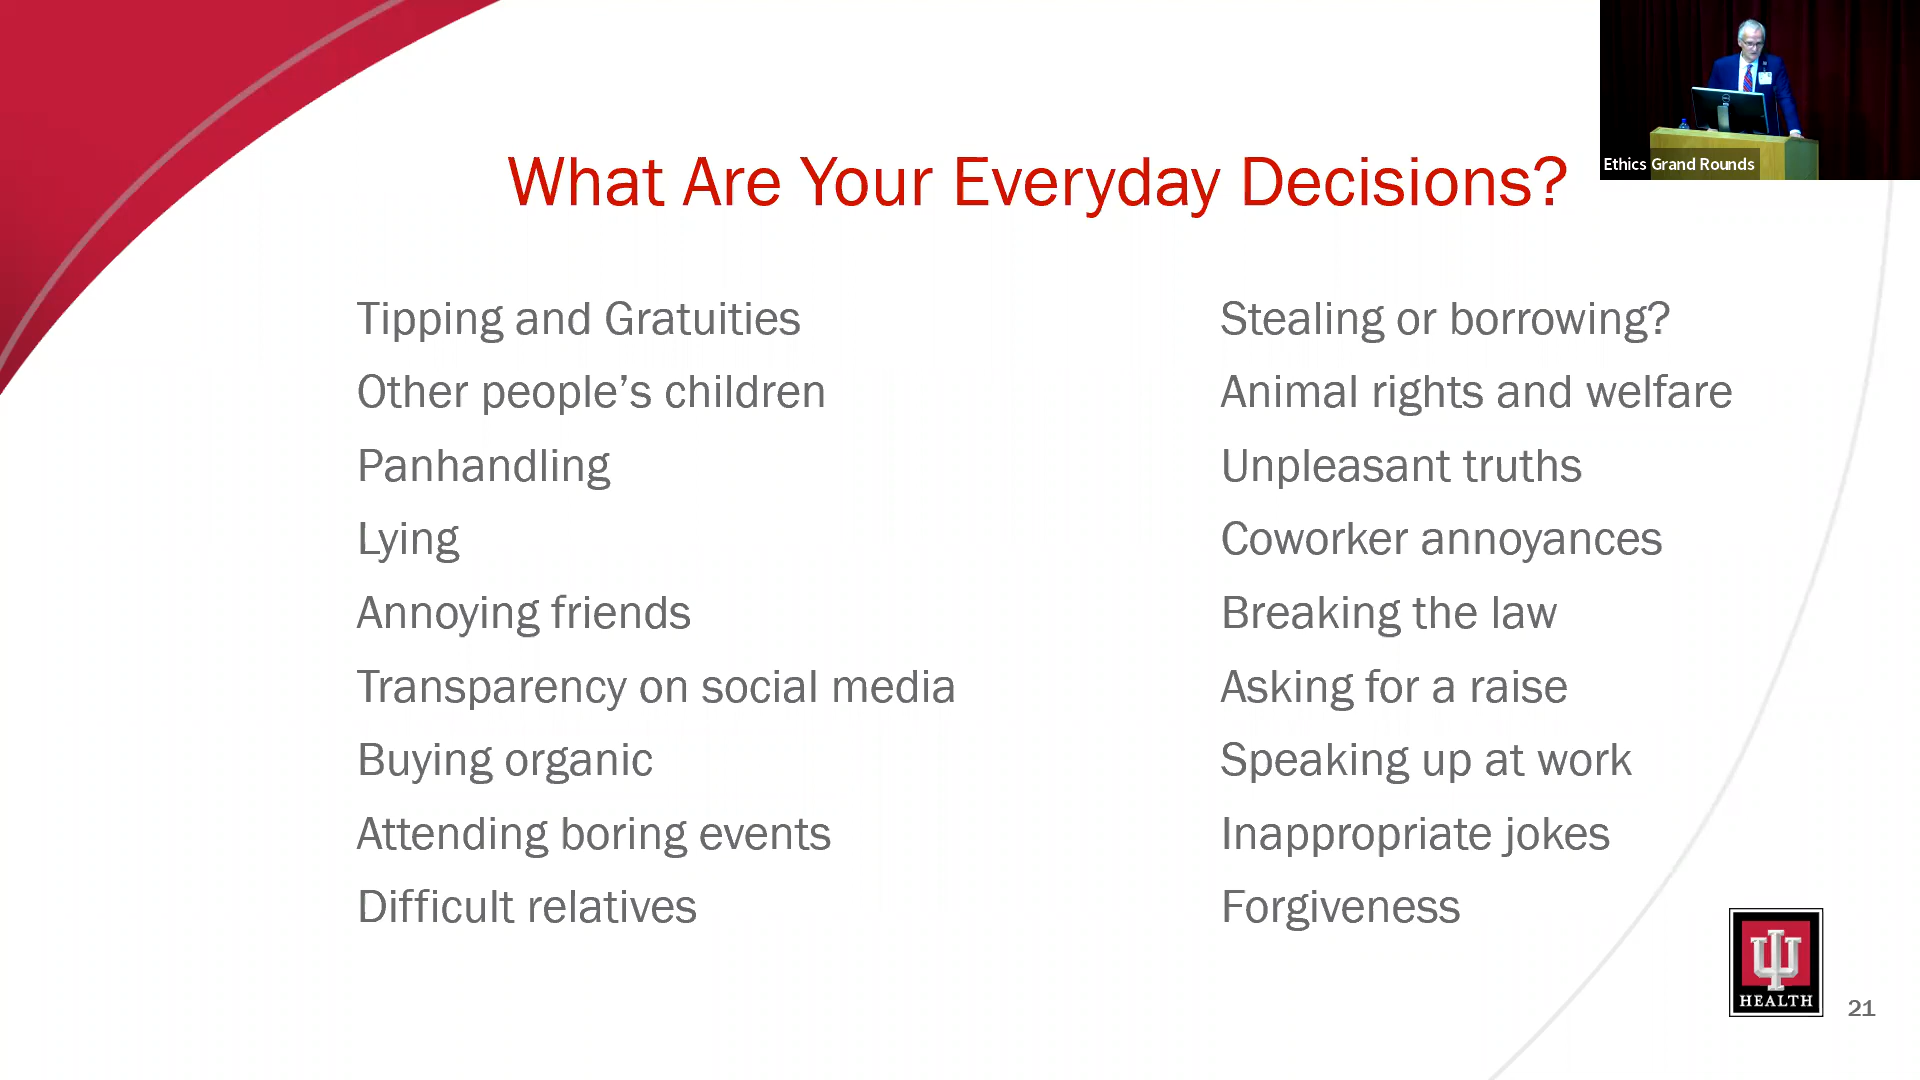 Ethics Grand Rounds
What Are Your Everyday Decisions?
Tipping and Gratuities
Other people’s children
Panhandling
Lying
Annoying friends
Transparency on social media
Buying organic
Attending boring events
Difficult relatives
Stealing or borrowing?
Animal rights and welfare
Unpleasant truths
Coworker annoyances
Breaking the law
Asking for a raise
Speaking up at work
Inappropriate jokes
Forgiveness
HEALTH
21